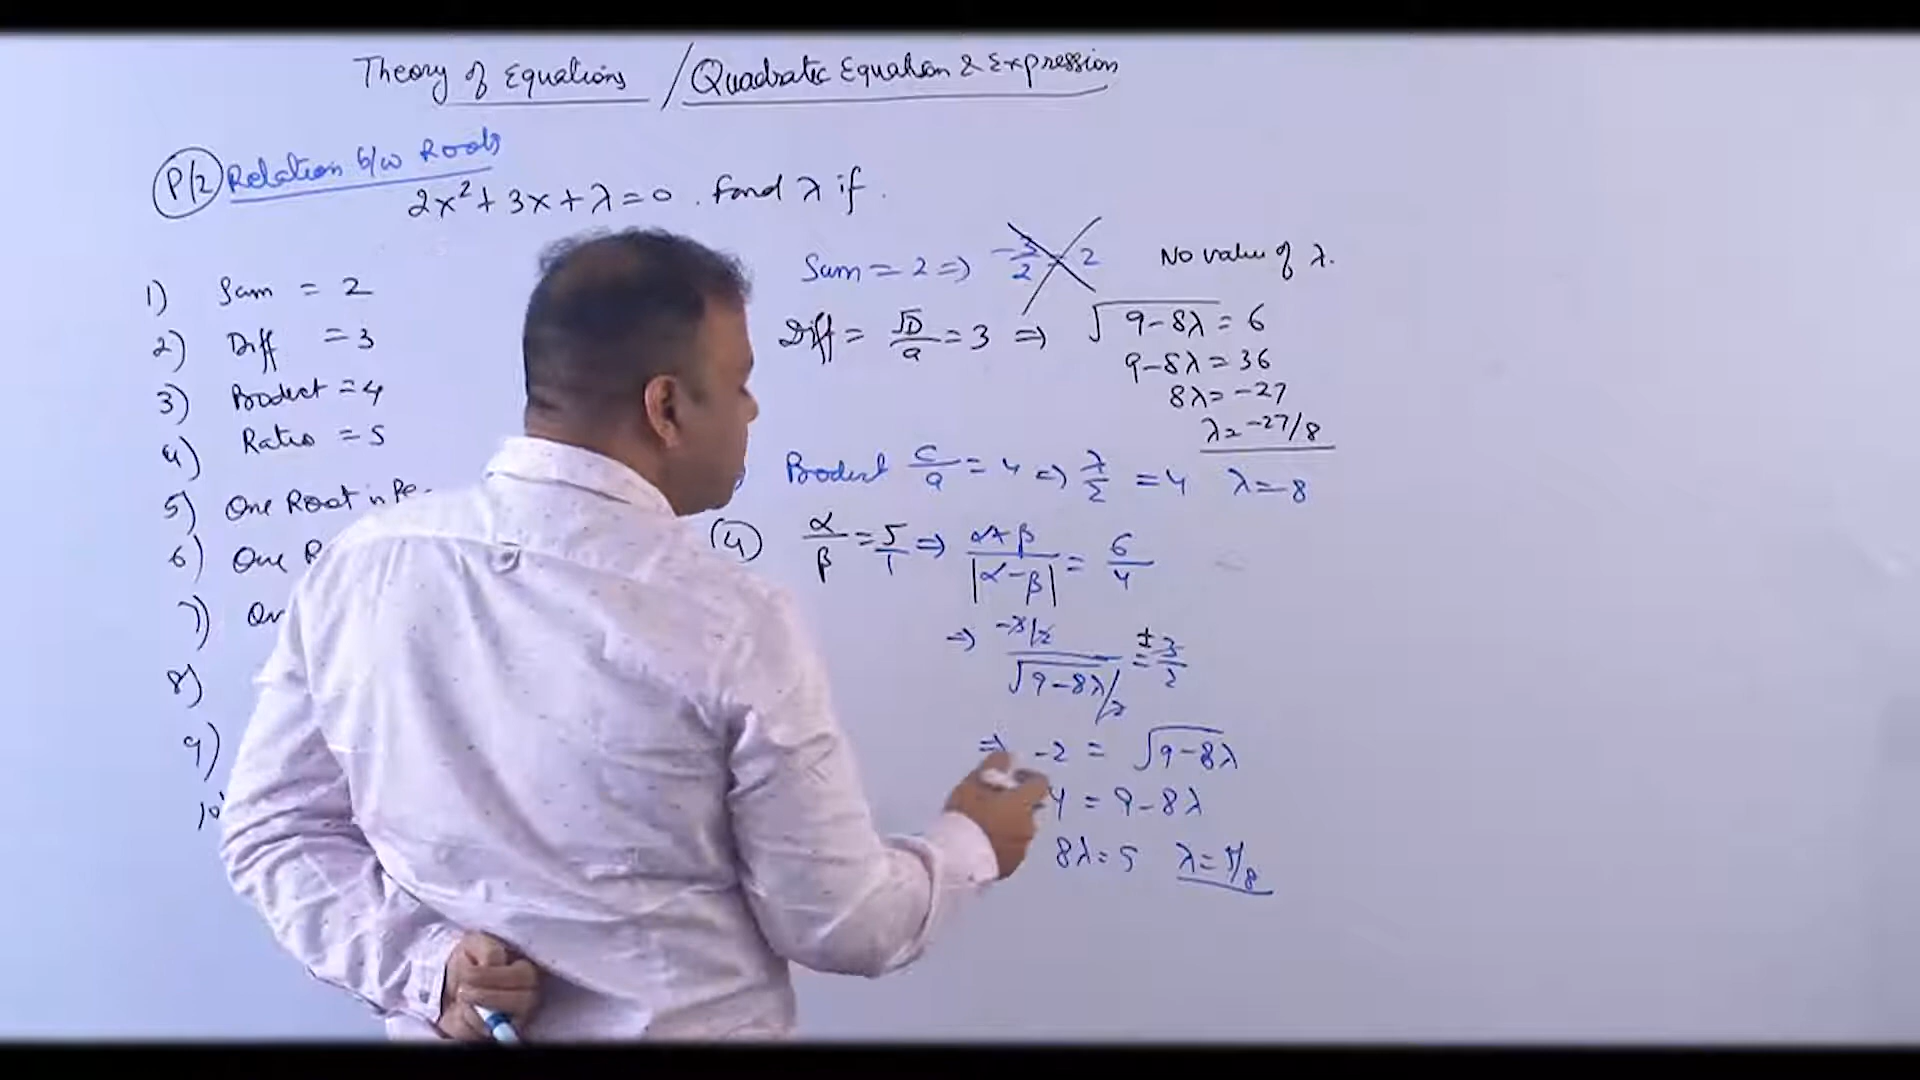 Theory of Equations / Quadratic Equation & Expression
P/2 Relation b/w Roots
2x² + 3x + λ = 0 . Find λ if .
1) Sum = 2
2) Diff = 3
3) Product = 4
4) Ratio = 5
5) One Root is
6) One
7)
8)
9)
10
Sum = 2 ⇒ -3/2 = 2 No value of λ.
Diff = √D/a = 3 ⇒ √9-8λ = 6
9-8λ = 36
8λ = -27
λ = -27/8
Product c/a = 4 ⇒ λ/2 = 4 λ = 8
(4) α/β = 5/1 ⇒ α+β/|α-β| = 6/4
⇒ -3/2 / √9-8λ/2 = ± 3/2
⇒ -2 = √9-8λ
4 = 9-8λ
8λ = 5 λ = 5/8